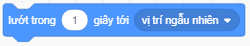 lướt trong 1 giây tới vị trí ngẫu nhiên